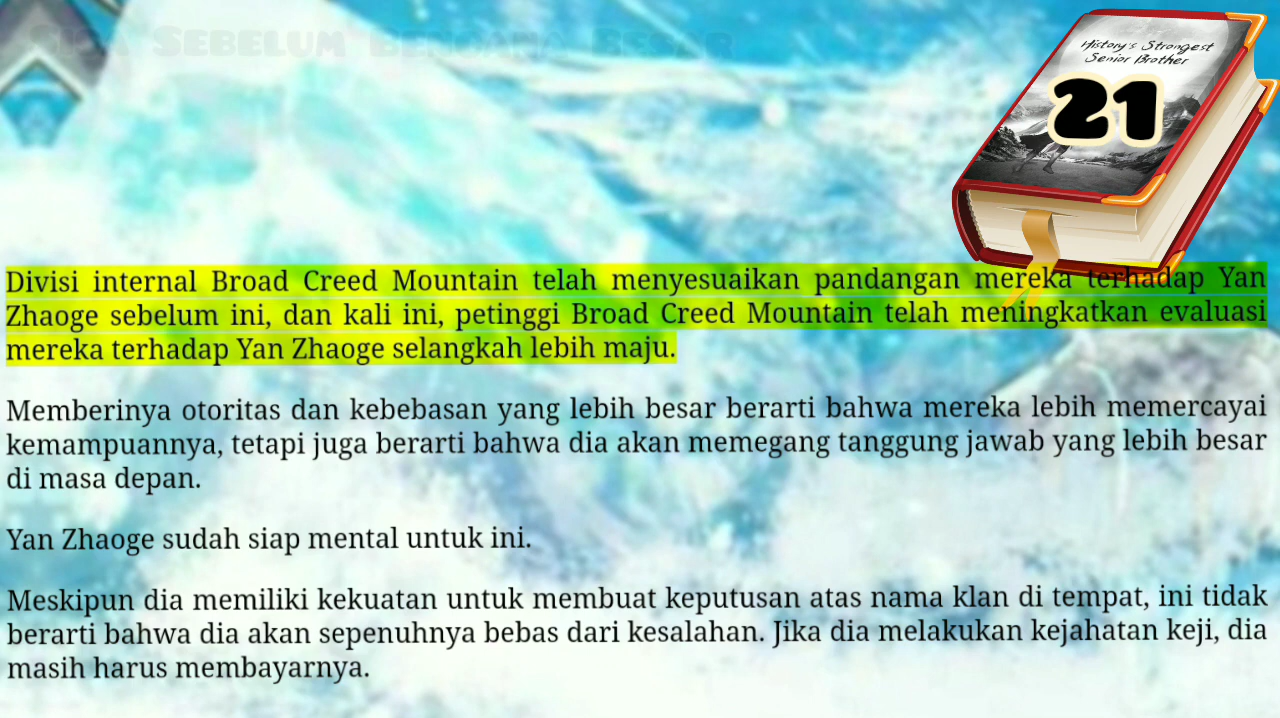 Sebelum
Besar
History's Strongest
Senior Brother
21
Divisi internal Broad Creed Mountain telah menyesuaikan pandangan mereka terhadap Yan
Zhaoge sebelum ini, dan kali ini, petinggi Broad Creed Mountain telah meningkatkan evaluasi
mereka terhadap Yan Zhaoge selangkah lebih maju.
Memberinya otoritas dan kebebasan yang lebih besar berarti bahwa mereka lebih memercayai
kemampuannya, tetapi juga berarti bahwa dia akan memegang tanggung jawab yang lebih besar
di masa depan.
Yan Zhaoge sudah siap mental untuk ini.
Meskipun dia memiliki kekuatan untuk membuat keputusan atas nama klan di tempat, ini tidak
berarti bahwa dia akan sepenuhnya bebas dari kesalahan. Jika dia melakukan kejahatan keji, dia
masih harus membayarnya.